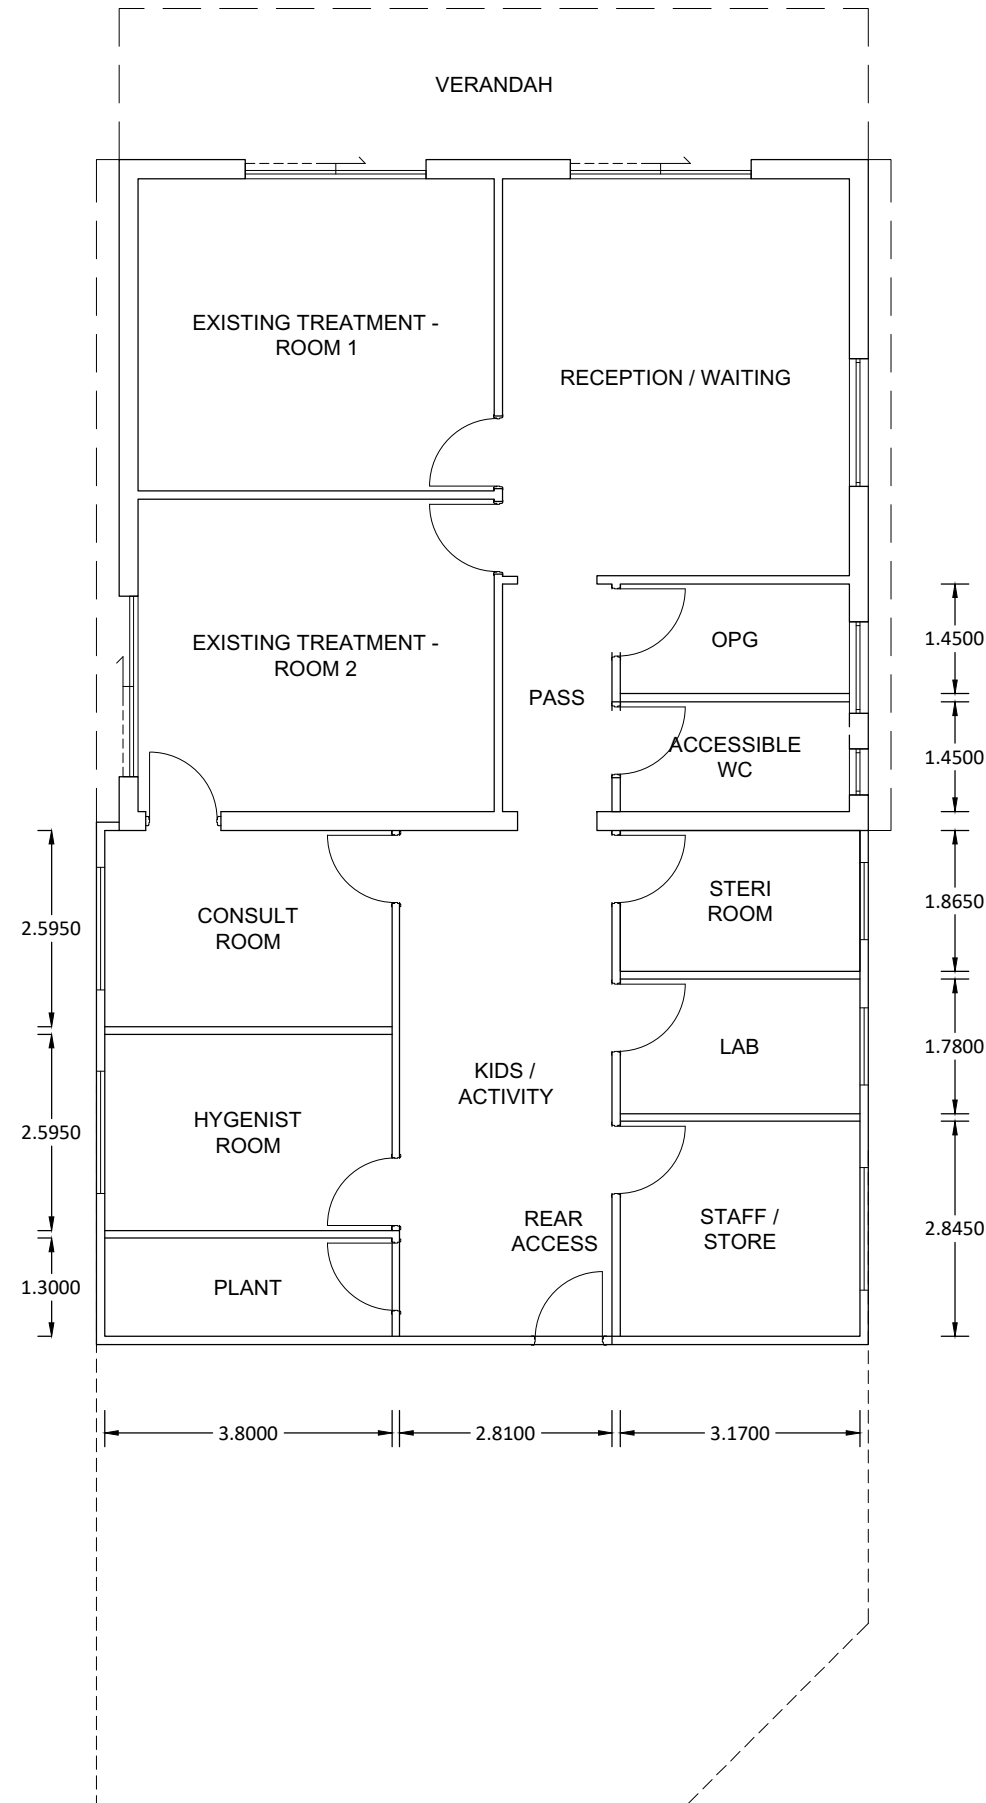 VERANDAH
EXISTING TREATMENT -
ROOM 1
RECEPTION / WAITING
EXISTING TREATMENT -
ROOM 2
PASS
OPG
1.4500
ACCESSIBLE
WC
1.4500
2.5950
CONSULT
ROOM
STERI
ROOM
1.8650
2.5950
HYGENIST
ROOM
KIDS /
ACTIVITY
LAB
1.7800
1.3000
PLANT
REAR
ACCESS
STAFF /
STORE
2.8450
3.8000
2.8100
3.1700